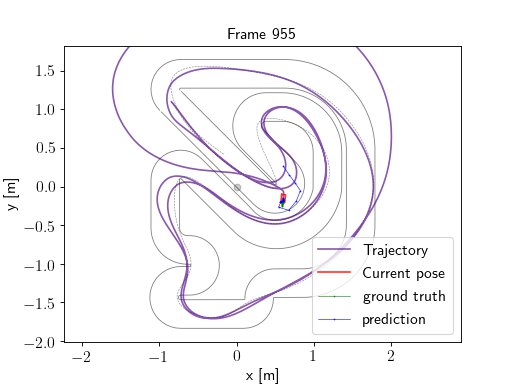 Frame 955
y [m]
1.5
1.0
0.5
0.0
−0.5
−1.0
−1.5
−2.0
Trajectory
Current pose
ground truth
prediction
−2 −1 0 1 2
x [m]